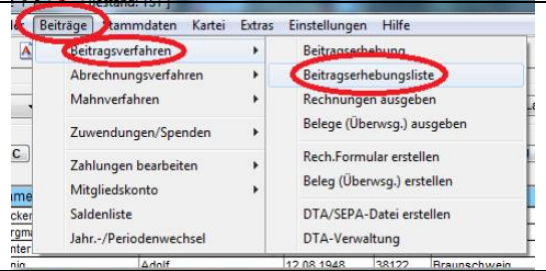 Beiträge Stammdaten Kartei Extras Einstellungen Hilfe
Beitragsverfahren
Abrechnungsverfahren
Mahnverfahren
Zuwendungen/Spenden
Zahlungen bearbeiten
Mitgliedskonto
Saldenliste
Jahr.-/Periodenwechsel
Beitragserhebung
Beitragserhebungsliste
Rechnungen ausgeben
Belege (Überwsg.) ausgeben
Rech.Formular erstellen
Beleg (Überwsg.) erstellen
DTA/SEPA-Datei erstellen
DTA-Verwaltung
Adolf 12.08.1948 38122 Braunschweig